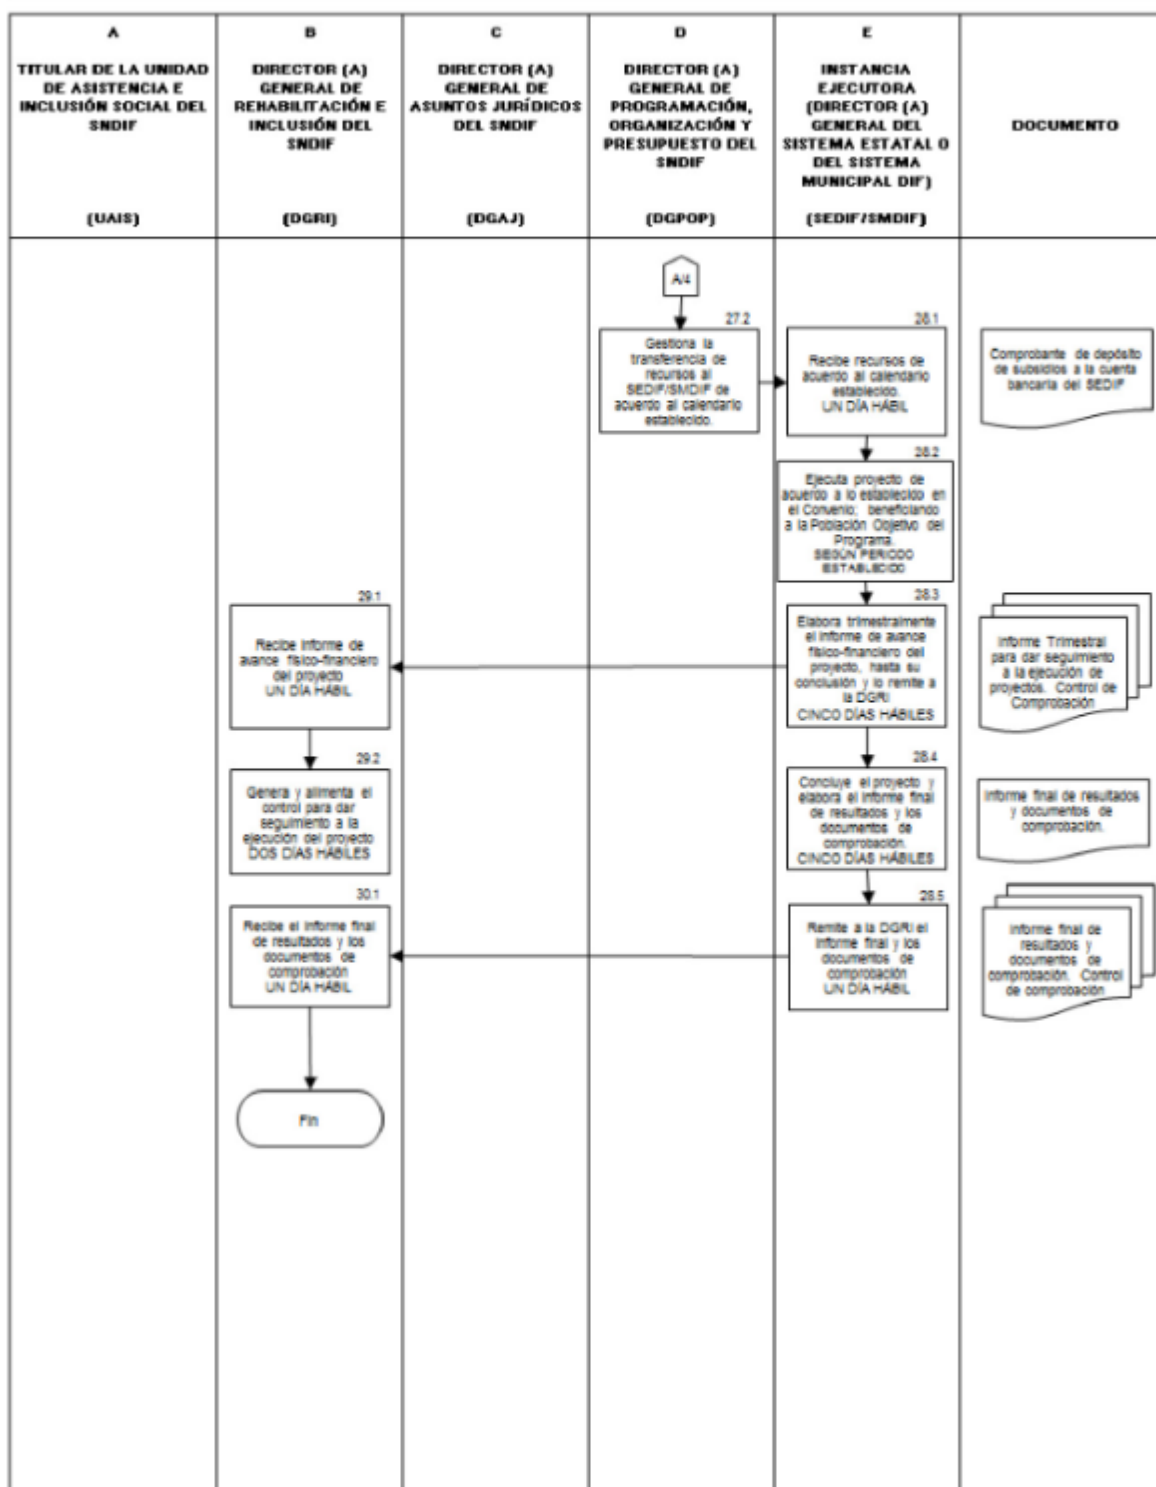 A
TITULAR DE LA UNIDAD
DE ASISTENCIA E
INCLUSIÓN SOCIAL DEL
SNDIF
(UAIS)
B
DIRECTOR (A)
GENERAL DE
REHABILITACIÓN E
INCLUSIÓN DEL
SNDIF
(DGRI)
C
DIRECTOR (A)
GENERAL DE
ASUNTOS JURÍDICOS
DEL SNDIF
(DGAJ)
D
DIRECTOR (A)
GENERAL DE
PROGRAMACIÓN,
ORGANIZACIÓN Y
PRESUPUESTO DEL
SNDIF
(DGPOP)
E
INSTANCIA
EJECUTORA
(DIRECTOR (A)
GENERAL DEL
SISTEMA ESTATAL O
DEL SISTEMA
MUNICIPAL DIF)
(SEDIF/SMDIF)
DOCUMENTO
A/4
27.2
Gestiona la
transferencia de
recursos al
SEDIF/SMDIF de
acuerdo al calendario
establecido.
28.1
Recibe recursos de
acuerdo al calendario
establecido.
UN DÍA HÁBIL
Comprobante de depósito
de subsidios a la cuenta
bancaria del SEDIF
28.2
Ejecuta proyecto de
acuerdo a lo establecido en
el Convenio; beneficiando
a la Población Objetivo del
Programa.
SEGÚN PERIODO
ESTABLECIDO
28.3
Elabora trimestralmente
el informe de avance
físico-financiero del
proyecto, hasta su
conclusión y lo remite a
la DGRI
CINCO DÍAS HÁBILES
Informe Trimestral
para dar seguimiento
a la ejecución de
proyectos. Control de
Comprobación
29.1
Recibe informe de
avance físico-financiero
del proyecto
UN DÍA HÁBIL
29.2
Genera y alimenta el
control para dar
seguimiento a la
ejecución del proyecto
DOS DÍAS HÁBILES
28.4
Concluye el proyecto y
elabora el informe final
de resultados y los
documentos de
comprobación.
CINCO DÍAS HÁBILES
Informe final de resultados
y documentos de
comprobación.
28.5
Remite a la DGRI el
informe final y los
documentos de
comprobación
UN DÍA HÁBIL
Informe final de
resultados y
documentos de
comprobación. Control
de comprobación
30.1
Recibe el informe final
de resultados y los
documentos de
comprobación
UN DÍA HÁBIL
Fin